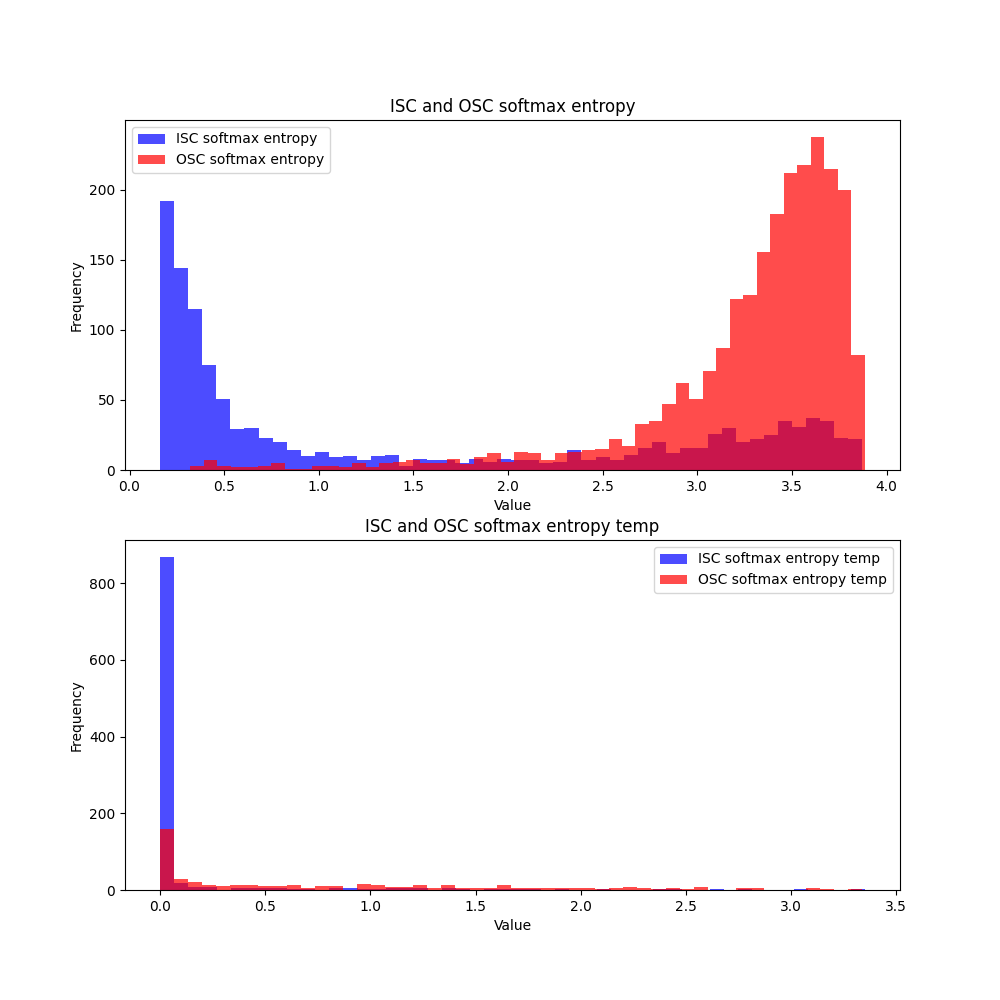 ISC and OSC softmax entropy
ISC softmax entropy
OSC softmax entropy
Frequency
200
150
100
50
0
0.0 0.5 1.0 1.5 2.0 2.5 3.0 3.5 4.0
Value
ISC and OSC softmax entropy temp
ISC softmax entropy temp
OSC softmax entropy temp
Frequency
800
600
400
200
0
0.0 0.5 1.0 1.5 2.0 2.5 3.0 3.5
Value